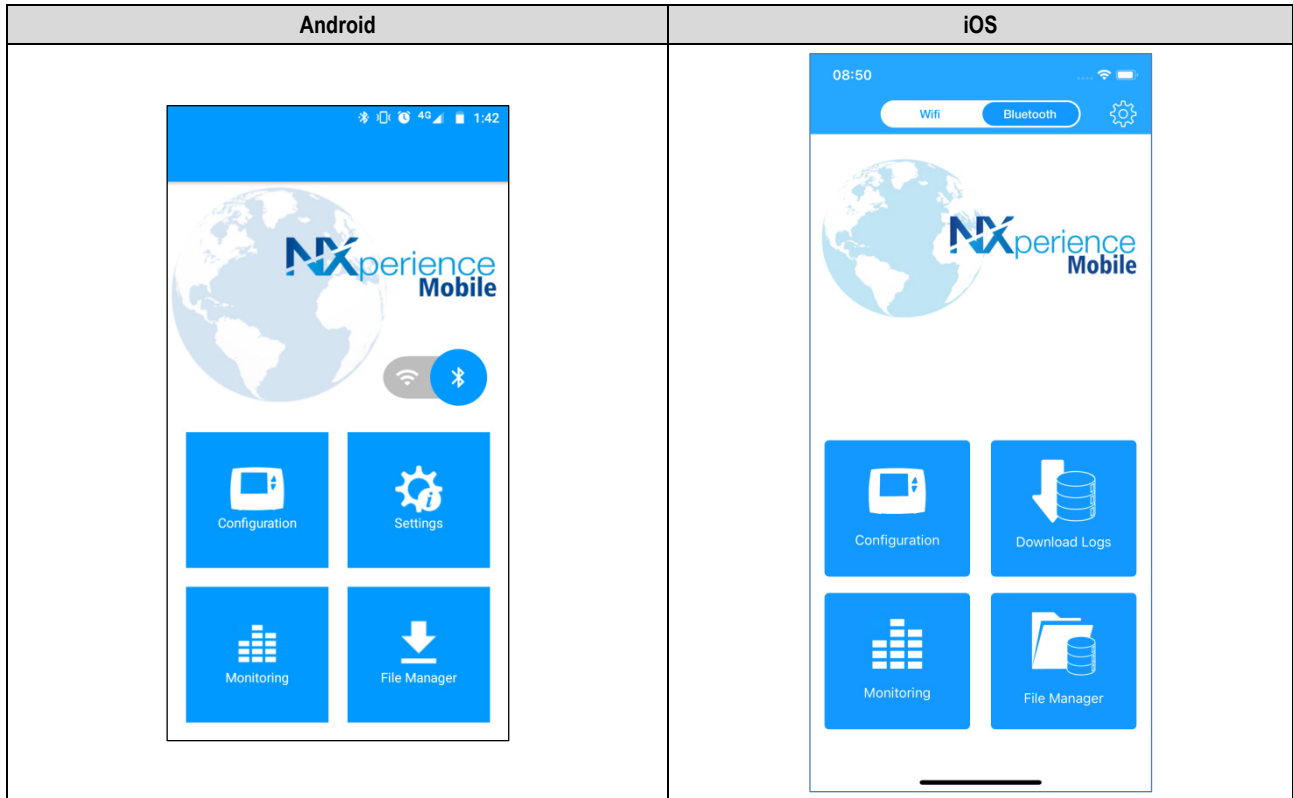 Android
iOS
4G 1:42
NXperience
Mobile
Configuration
Settings
Monitoring
File Manager
08:50
Wifi
Bluetooth
NXperience
Mobile
Configuration
Download Logs
Monitoring
File Manager